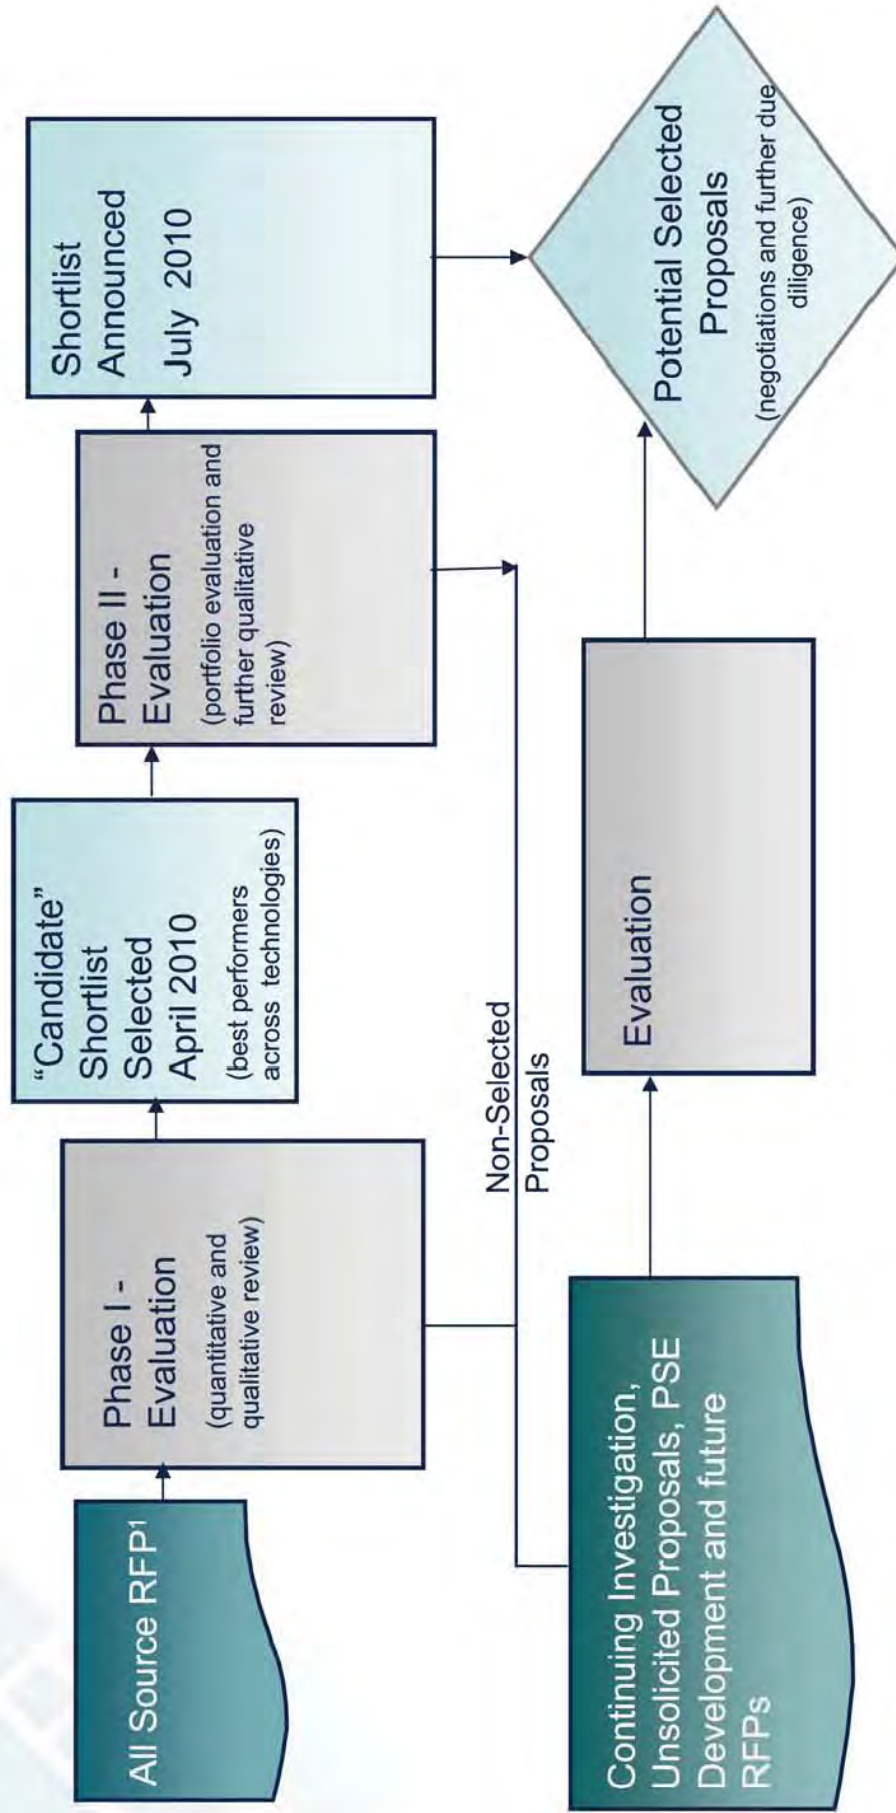 All Source RFP¹
Phase I -
Evaluation
(quantitative and
qualitative review)
“Candidate”
Shortlist
Selected
April 2010
(best performers
across technologies)
Phase II -
Evaluation
(portfolio evaluation and
further qualitative
review)
Shortlist
Announced
July 2010
Non-Selected
Proposals
Continuing Investigation,
Unsolicited Proposals, PSE
Development and future
RFPs
Evaluation
Potential Selected
Proposals
(negotiations and further due
diligence)